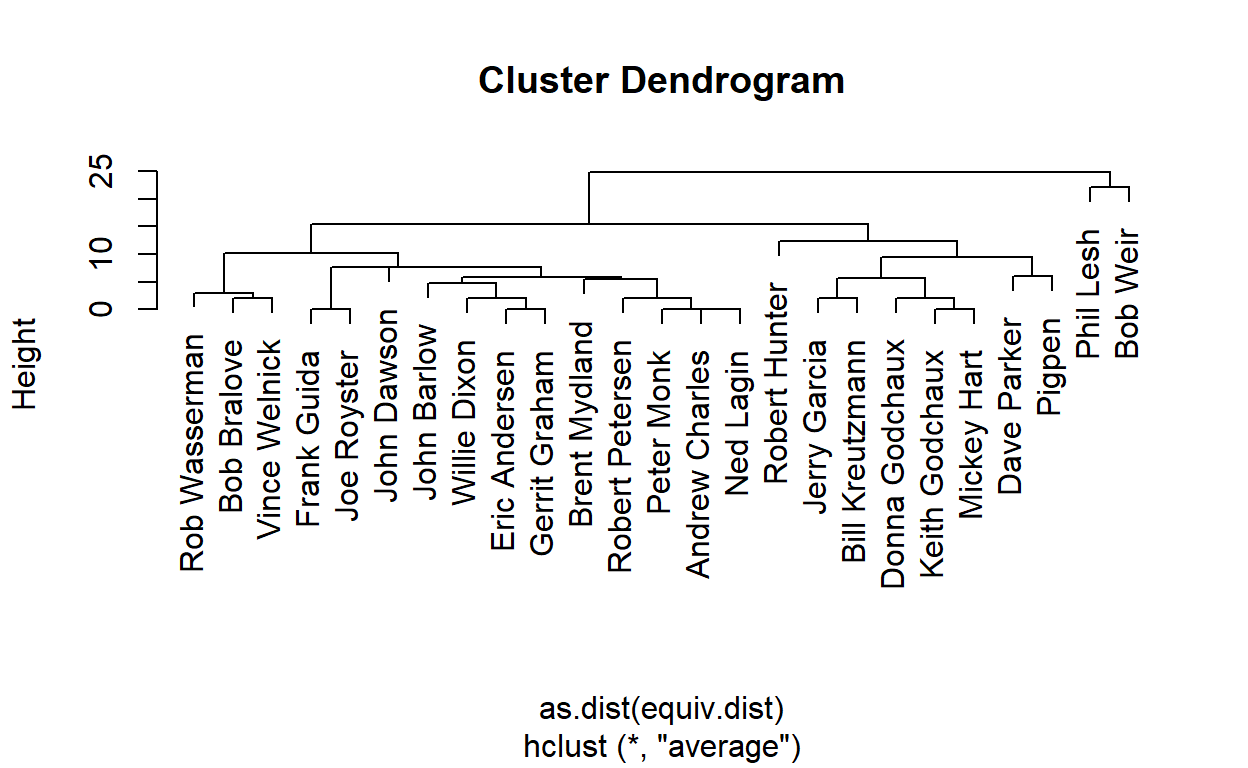 Cluster Dendrogram
25
10
0
Height
Rob Wasserman
Bob Bralove
Vince Welnick
Frank Guida
Joe Royster
John Dawson
John Barlow
Willie Dixon
Eric Andersen
Gerrit Graham
Brent Mydland
Robert Petersen
Peter Monk
Andrew Charles
Ned Lagin
Robert Hunter
Jerry Garcia
Bill Kreutzmann
Donna Godchaux
Keith Godchaux
Mickey Hart
Dave Parker
Pigpen
Phil Lesh
Bob Weir
as.dist(equiv.dist)
hclust (*, "average")